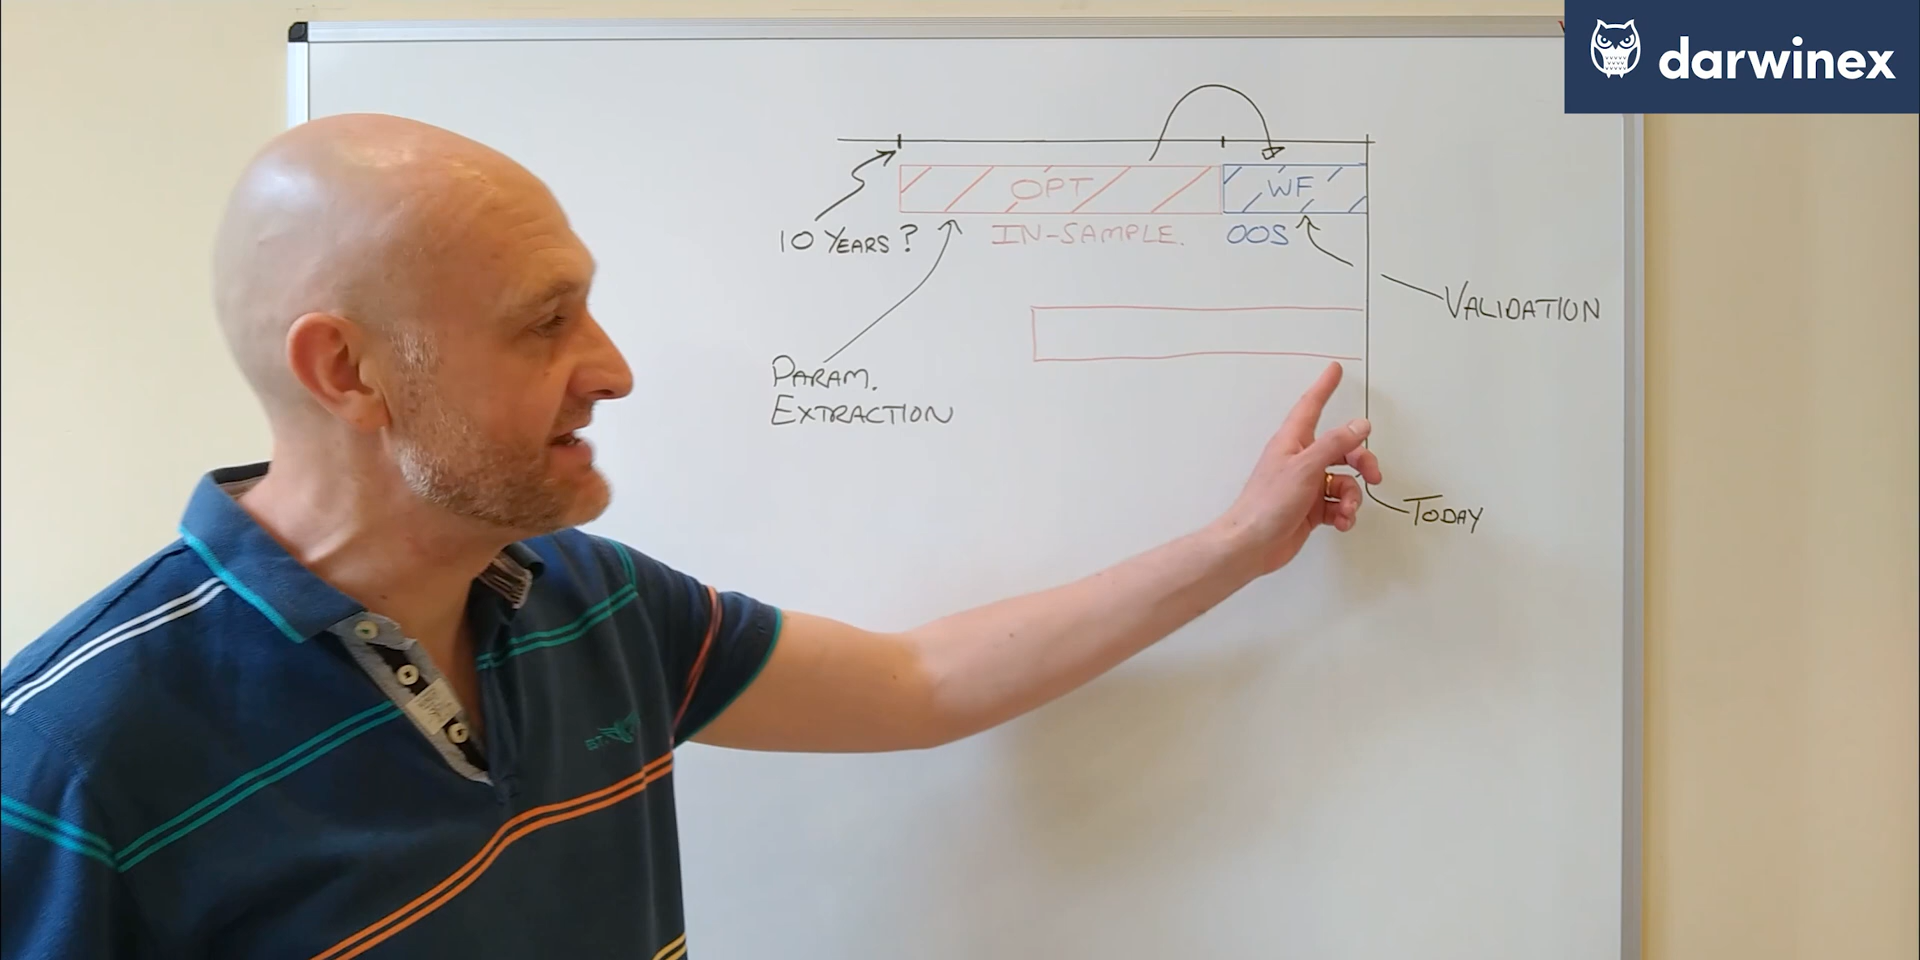 darwinex
OPT
WF
10 YEARS?
IN-SAMPLE.
OOS
VALIDATION
PARAM.
EXTRACTION
TODAY